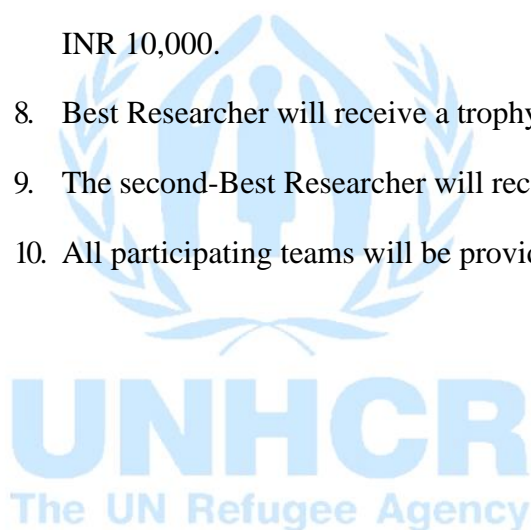 INR 10,000.
8. Best Researcher will receive a trophy
9. The second-Best Researcher will rec
10. All participating teams will be provid
UNHCR
The UN Refugee Agency